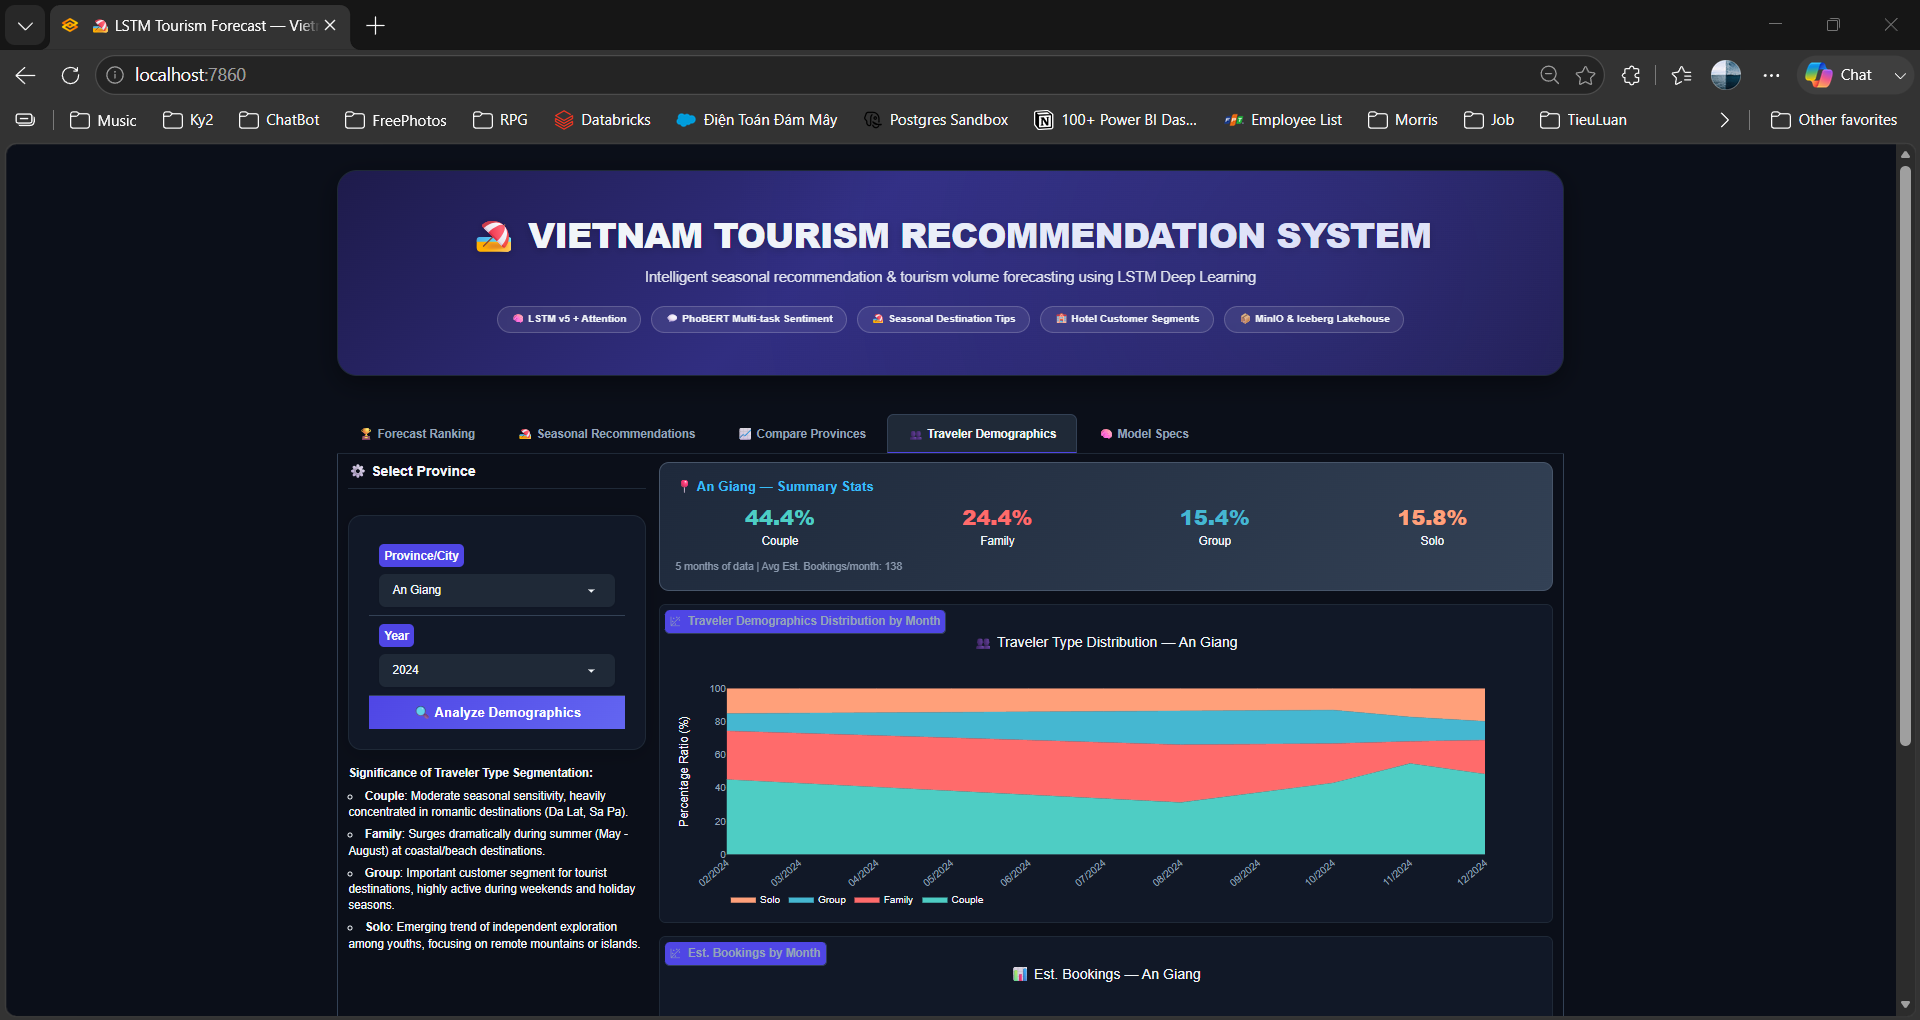 LSTM Tourism Forecast — Viet
localhost:7860
Chat
Music
Ky2
ChatBot
FreePhotos
RPG
Databricks
Điện Toán Đám Mây
Postgres Sandbox
100+ Power BI Das...
Employee List
Morris
Job
TieuLuan
Other favorites
VIETNAM TOURISM RECOMMENDATION SYSTEM
Intelligent seasonal recommendation & tourism volume forecasting using LSTM Deep Learning
LSTM v5 + Attention
PhoBERT Multi-task Sentiment
Seasonal Destination Tips
Hotel Customer Segments
MinIO & Iceberg Lakehouse
Forecast Ranking
Seasonal Recommendations
Compare Provinces
Traveler Demographics
Model Specs
Select Province
Province/City
An Giang
Year
2024
Analyze Demographics
Significance of Traveler Type Segmentation:
Couple: Moderate seasonal sensitivity, heavily
concentrated in romantic destinations (Da Lat, Sa Pa).
Family: Surges dramatically during summer (May -
August) at coastal/beach destinations.
Group: Important customer segment for tourist
destinations, highly active during weekends and holiday
seasons.
Solo: Emerging trend of independent exploration
among youths, focusing on remote mountains or islands.
An Giang — Summary Stats
44.4%
Couple
24.4%
Family
15.4%
Group
15.8%
Solo
5 months of data | Avg Est. Bookings/month: 138
Traveler Demographics Distribution by Month
Traveler Type Distribution — An Giang
Percentage Ratio (%)
100
80
60
40
20
0
02/2024
03/2024
04/2024
05/2024
06/2024
07/2024
08/2024
09/2024
10/2024
11/2024
12/2024
Solo
Group
Family
Couple
Est. Bookings by Month
Est. Bookings — An Giang